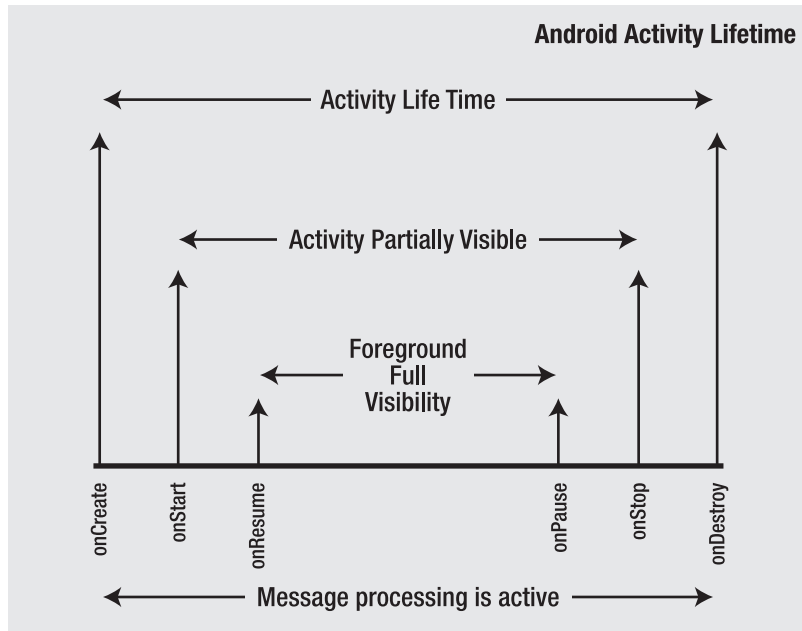 Android Activity Lifetime
Activity Life Time
Activity Partially Visible
Foreground
Full
Visibility
onCreate
onStart
onResume
onPause
onStop
onDestroy
Message processing is active